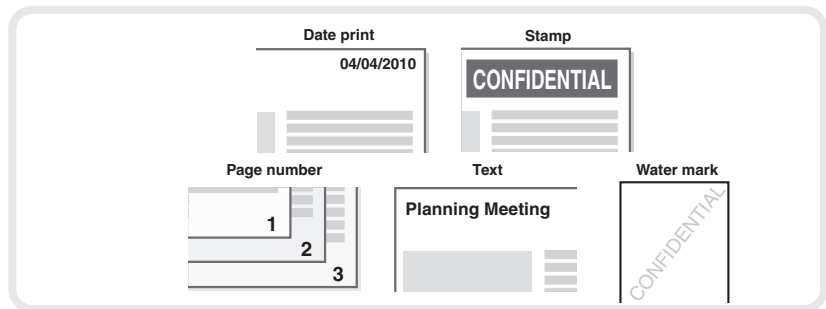 Date print
Stamp
04/04/2010
CONFIDENTIAL
Page number
Text
Water mark
1
2
3
Planning Meeting
CONFIDENTIAL